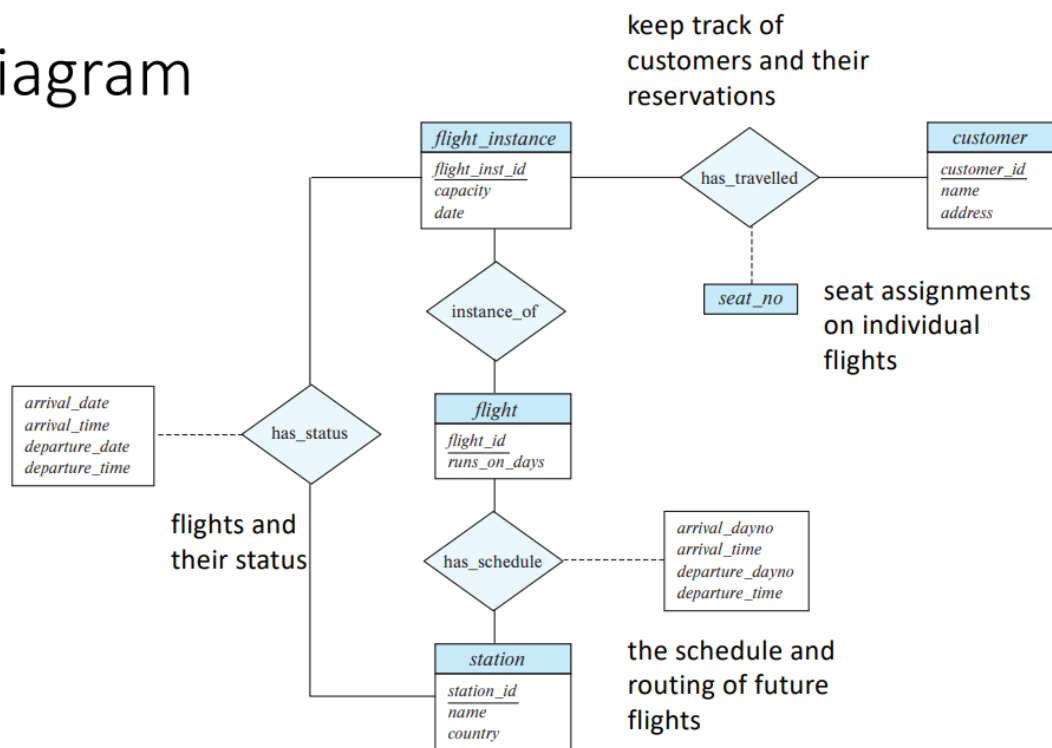 iagram
keep track of
customers and their
reservations
flight_instance
flight_inst_id
capacity
date
has_travelled
customer
customer_id
name
address
seat_no
seat assignments
on individual
flights
instance_of
arrival_date
arrival_time
departure_date
departure_time
has_status
flights and
their status
flight
flight_id
runs_on_days
has_schedule
arrival_dayno
arrival_time
departure_dayno
departure_time
station
station_id
name
country
the schedule and
routing of future
flights